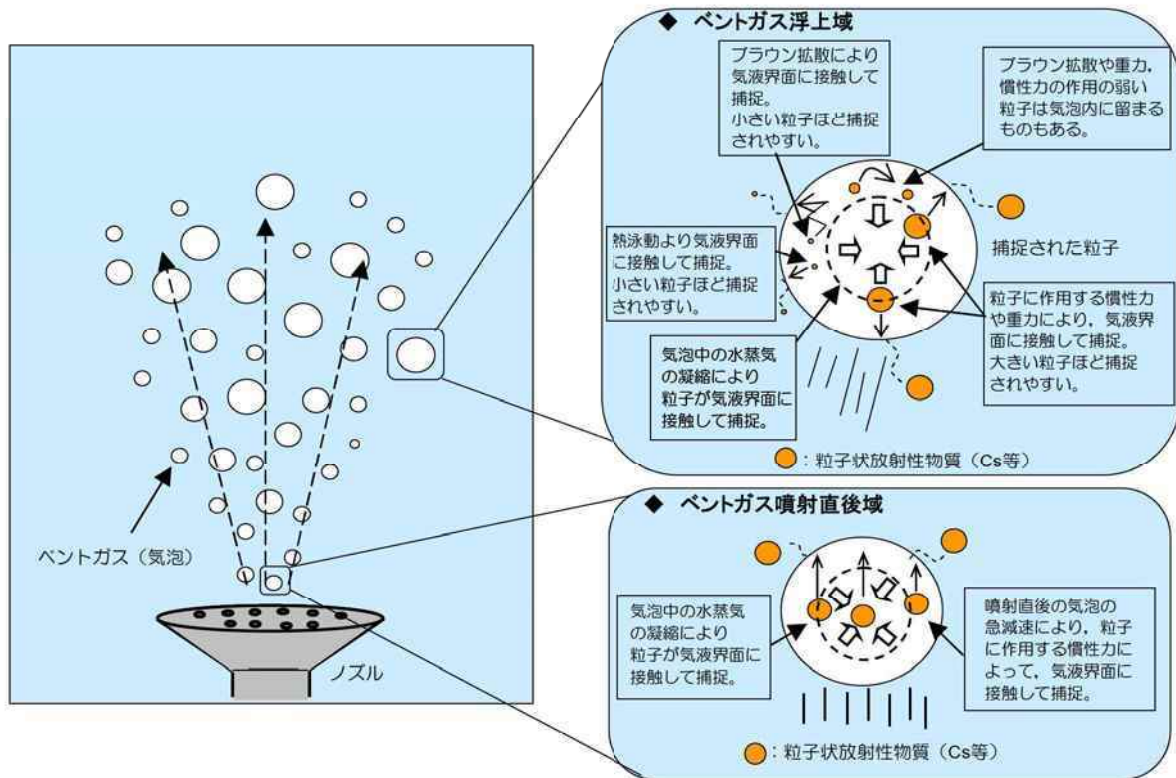 ベントガス（気泡）
ノズル
◆ ベントガス浮上域
ブラウン拡散により
気液界面に接触して
捕捉。
小さい粒子ほど捕捉
されやすい。
ブラウン拡散や重力，
慣性力の作用の弱い
粒子は気泡内に留まる
ものもある。
熱泳動より気液界面
に接触して捕捉。
小さい粒子ほど捕捉
されやすい。
捕捉された粒子
気泡中の水蒸気
の凝縮により
粒子が気液界面に
接触して捕捉。
粒子に作用する慣性力
や重力により，気液界
面に接触して捕捉。
大きい粒子ほど捕捉
されやすい。
：粒子状放射性物質（Cs等）
◆ ベントガス噴射直後域
気泡中の水蒸気
の凝縮により
粒子が気液界面に
接触して捕捉。
噴射直後の気泡の
急減速により，粒子
に作用する慣性力に
よって，気液界面に
接触して捕捉。
：粒子状放射性物質（Cs等）